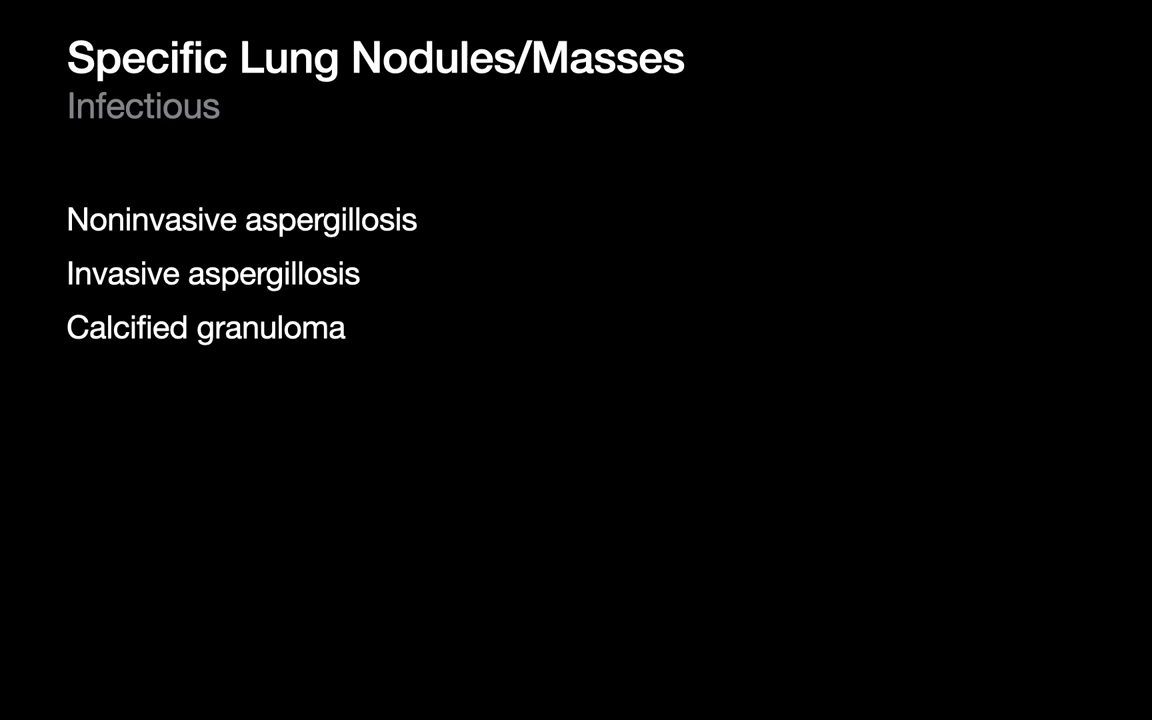 Specific Lung Nodules/Masses
Infectious
Noninvasive aspergillosis
Invasive aspergillosis
Calcified granuloma